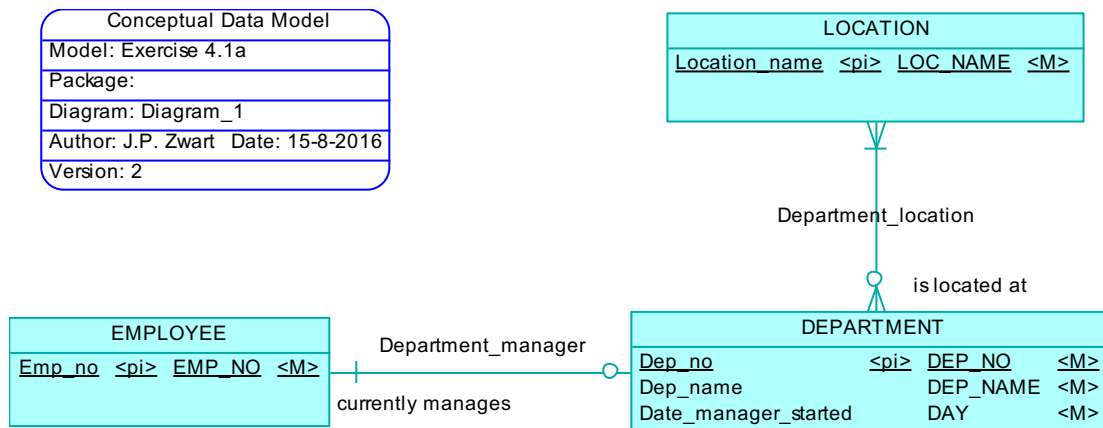 Conceptual Data Model
Model: Exercise 4.1a
Package:
Diagram: Diagram_1
Author: J.P. Zwart Date: 15-8-2016
Version: 2
LOCATION
Location_name <pi> LOC_NAME <M>
Department_location
is located at
EMPLOYEE
Emp_no <pi> EMP_NO <M>
Department_manager
currently manages
DEPARTMENT
Dep_no <pi> DEP_NO <M>
Dep_name DEP_NAME <M>
Date_manager_started DAY <M>